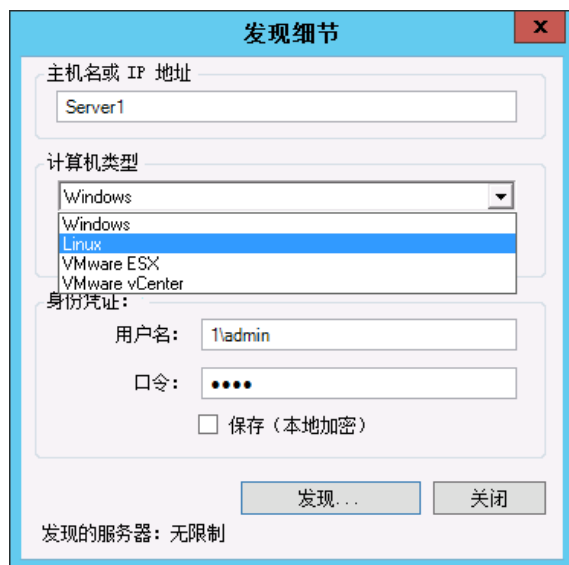 发现细节
x
主机名或 IP 地址
Server1
计算机类型
Windows
Windows
Linux
VMware ESX
VMware vCenter
身份凭证：
用户名：
1\admin
口令：
●●●●
保存（本地加密）
发现...
关闭
发现的服务器：无限制